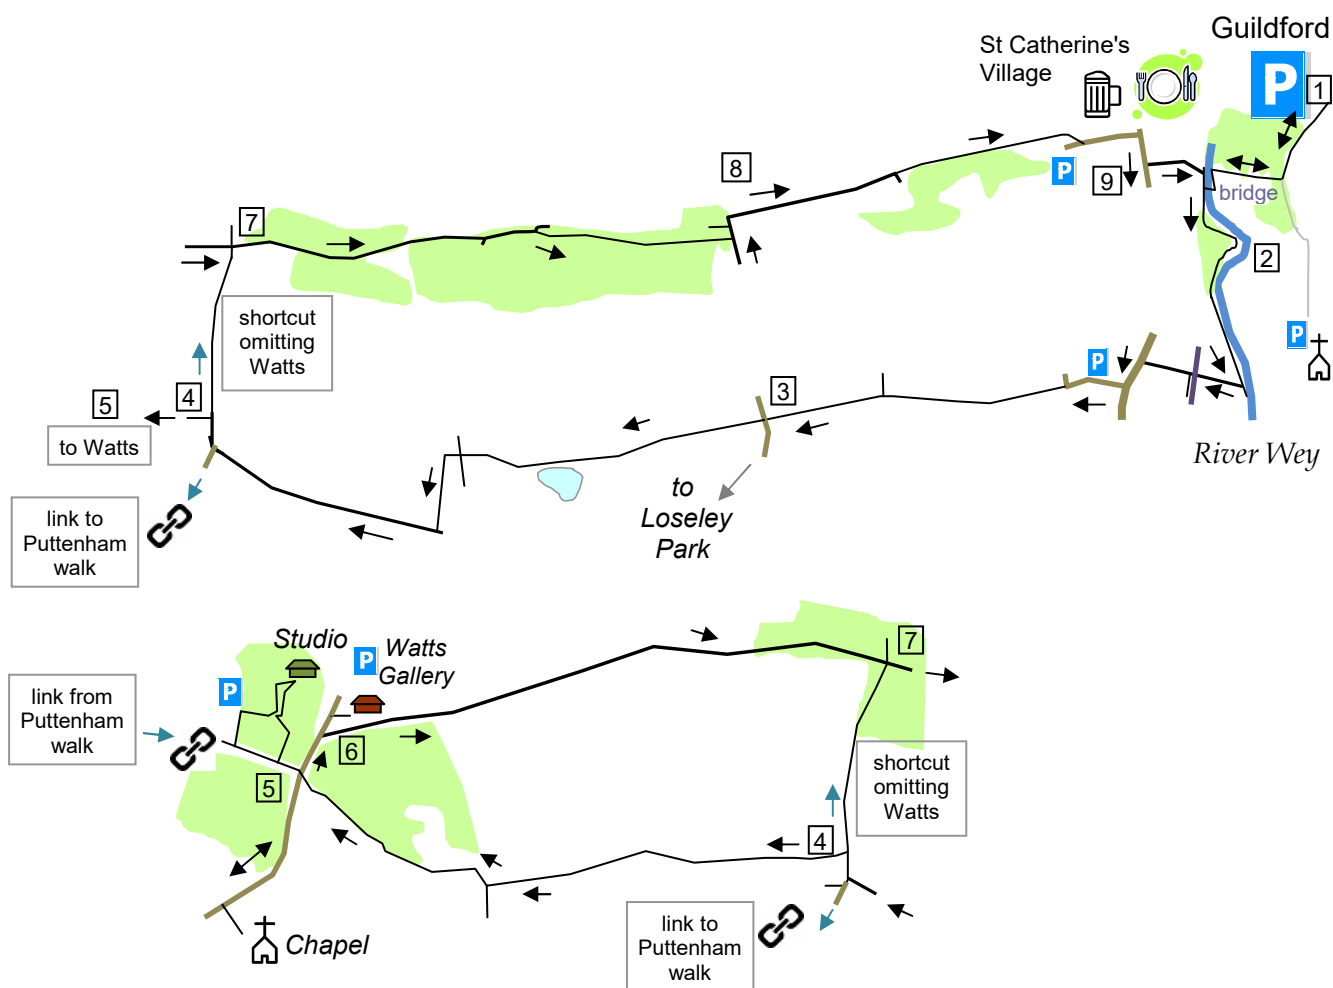 Guildford
St Catherine's
Village
P
1
8
P
9
bridge
7
2
shortcut
omitting
Watts
P
P
5
4
3
to Watts
River Wey
to
Loseley
Park
link to
Puttenham
walk
Studio
P
Watts
Gallery
7
P
link from
Puttenham
walk
6
5
shortcut
omitting
Watts
4
link to
Puttenham
walk
Chapel